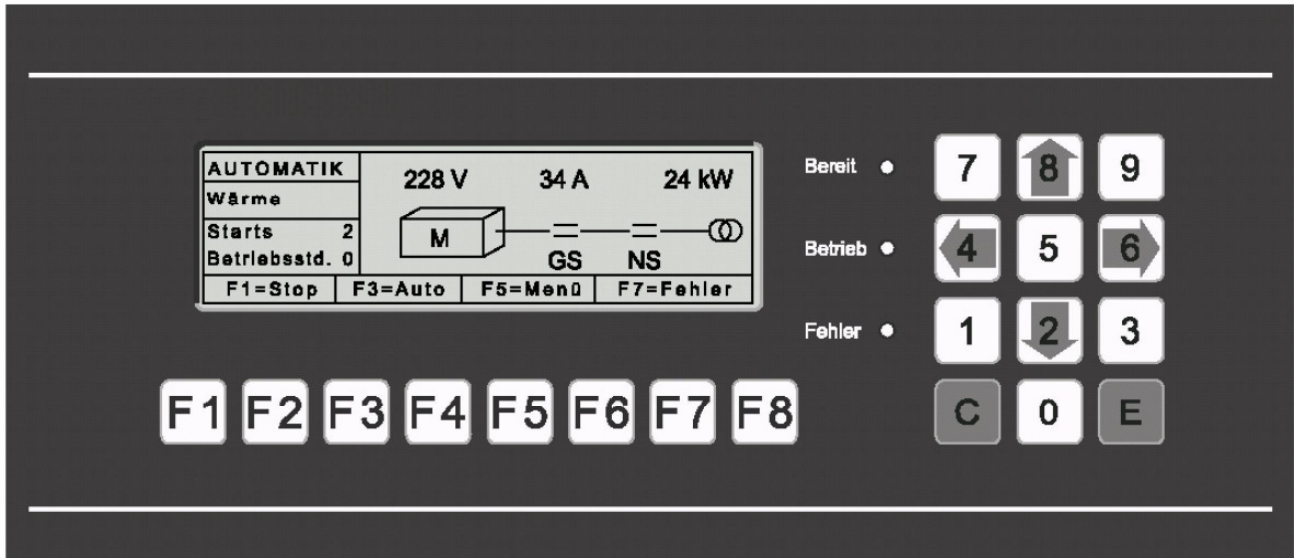 AUTOMATIK
Wärme
Starts 2
Betriebsstd. 0
228 V 34 A 24 kW
M
GS NS
F1=Stop F3=Auto F5=Menü F7=Fehler
Bereit
Betrieb
Fehler
F1 F2 F3 F4 F5 F6 F7 F8
7 8 9
4 5 6
1 2 3
C 0 E